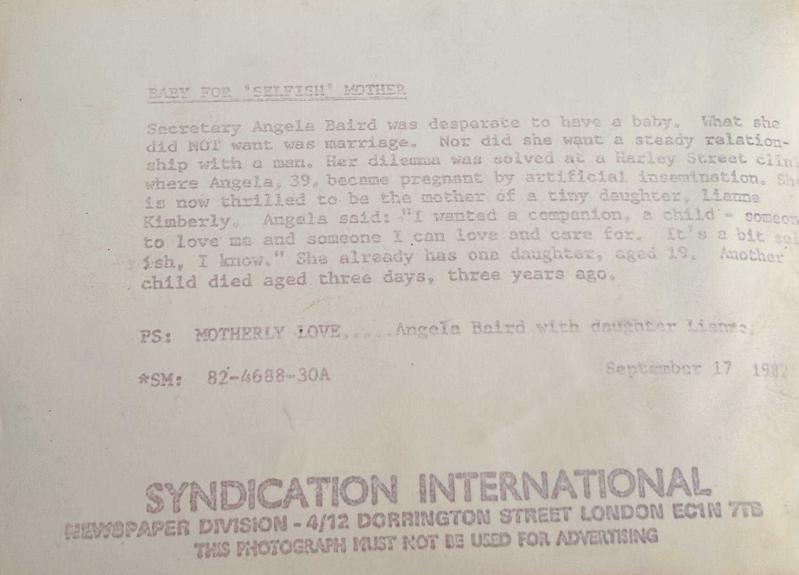 BABY FOR "SELFISH" MOTHER
Secretary Angela Baird was desperate to have a baby. What she
did NOT want was marriage. Nor did she want a steady relation-
ship with a man. Her dilemma was solved at a Harley Street clin
where Angela, 39, became pregnant by artificial insemination. Sh
is now thrilled to be the mother of a tiny daughter, Lianne
Kimberly. Angela said: "I wanted a companion, a child - someon
to love me and someone I can love and care for. It's a bit sel
ish, I know." She already has one daughter, aged 19. Another
child died aged three days, three years ago.
PS: MOTHERLY LOVE.....Angela Baird with daughter Lianne.
*SM: 82-4688-30A
September 17 1982
SYNDICATION INTERNATIONAL
NEWSPAPER DIVISION - 4/12 DORRINGTON STREET LONDON EC1N 7TB
THIS PHOTOGRAPH MUST NOT BE USED FOR ADVERTISING